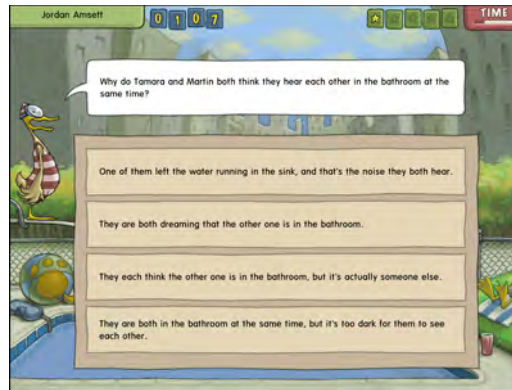 Jordan Amsett
0107
TIME
Why do Tamara and Martin both think they hear each other in the bathroom at the
same time?
One of them left the water running in the sink, and that's the noise they both hear.
They are both dreaming that the other one is in the bathroom.
They each think the other one is in the bathroom, but it's actually someone else.
They are both in the bathroom at the same time, but it's too dark for them to see
each other.